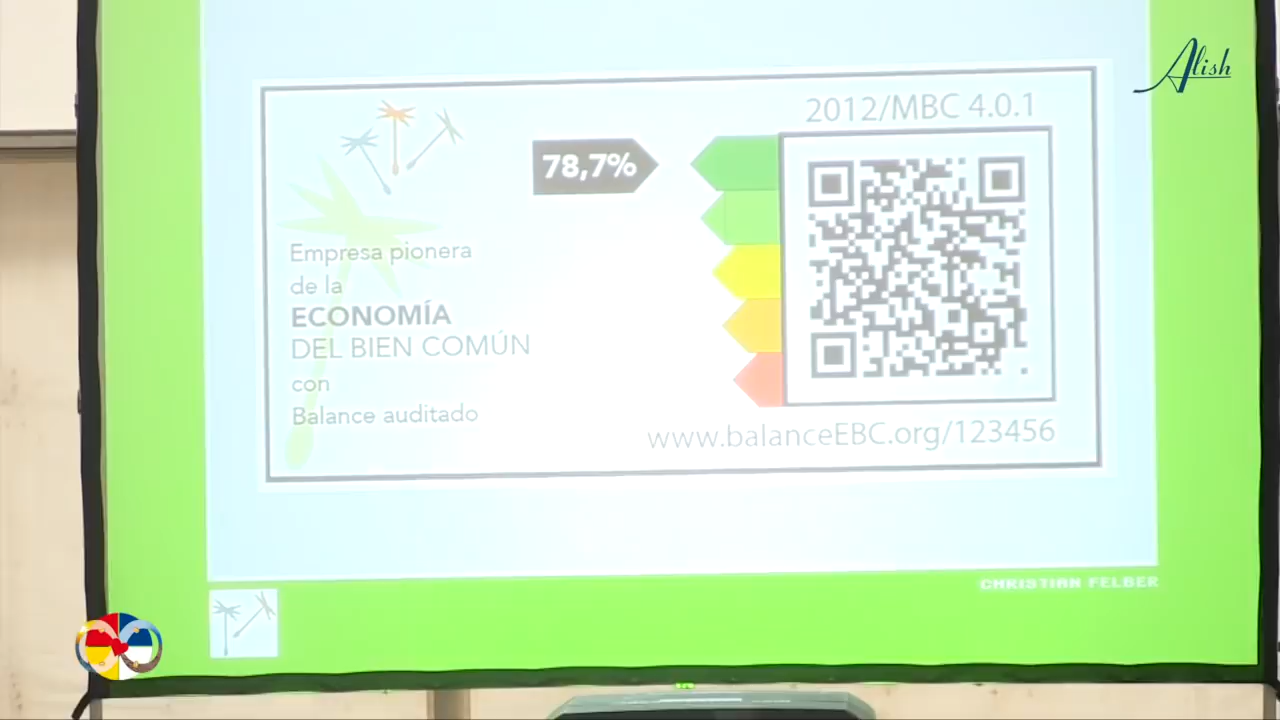 Alish
2012/MBC 4.0.1
78,7%
Empresa pionera
de la
ECONOMÍA
DEL BIEN COMÚN
con
Balance auditado
www.balanceEBC.org/123456
CHRISTIAN FELBER